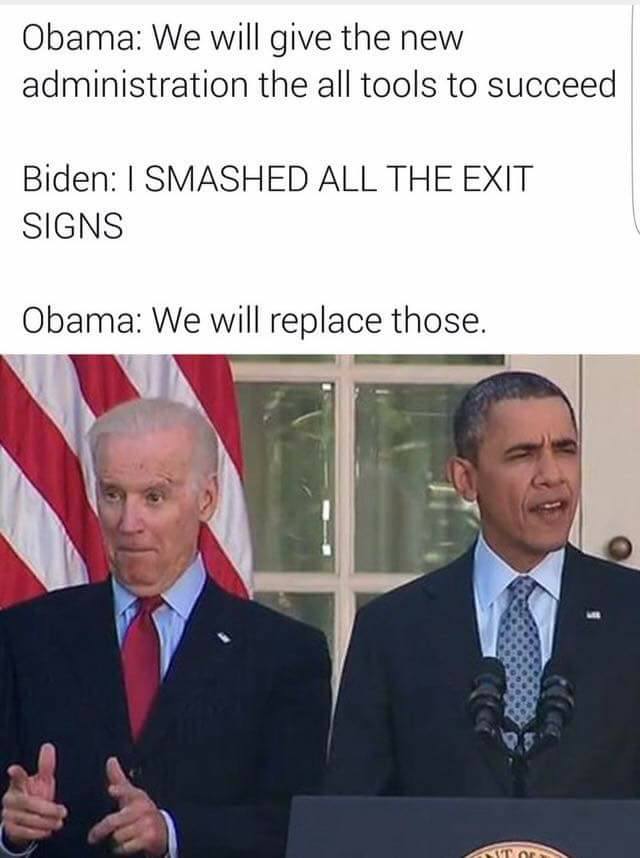 Obama: We will give the new
administration the all tools to succeed
Biden: I SMASHED ALL THE EXIT
SIGNS
Obama: We will replace those.